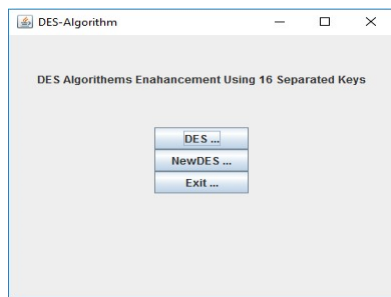 DES-Algorithm
DES Algorithems Enahancement Using 16 Separated Keys
DES ...
NewDES ...
Exit ...